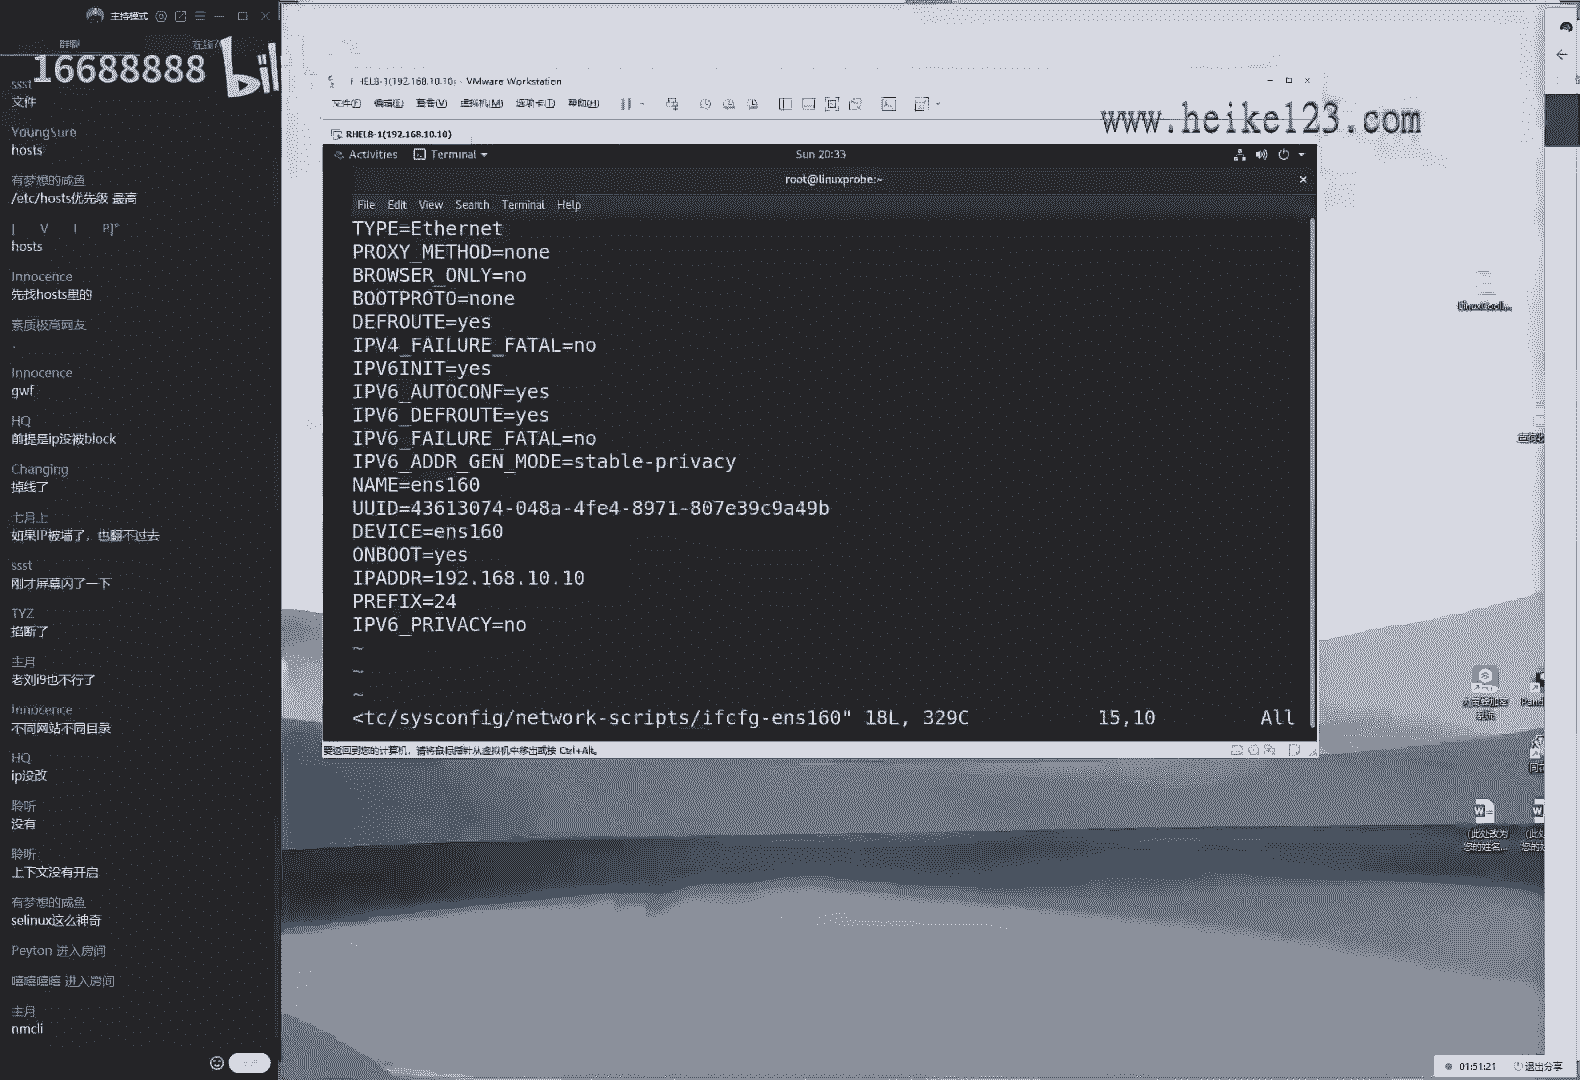 主持模式
群聊
16688888
bil
ssst
文件
YoungSure
hosts
有梦想的咸鱼
/etc/hosts优先级 最高
hosts
Innocence
先找hosts里的
素质极高网友
.
Innocence
gwf
HQ
前提是ip没被block
Changing
掉线了
七月上
如果IP被墙了，也翻不过去
ssst
刚才屏幕闪了一下
TYZ
掐断了
主月
老刘i9也不行了
Innocence
不同网站不同目录
HQ
ip没改
聆听
没有
聆听
上下文没有开启
有梦想的咸鱼
selinux这么神奇
Peyton 进入房间
嘻嘻嘻嘻 进入房间
主月
nmcli
RHEL8-1(192.168.10.10) - VMware Workstation
文件(F) 编辑(E) 查看(V) 虚拟机(M) 选项卡(T) 帮助(H)
www.heike123.com
RHEL8-1(192.168.10.10)
Activities Terminal Sun 20:33
root@linuxprobe:~
File Edit View Search Terminal Help
TYPE=Ethernet
PROXY_METHOD=none
BROWSER_ONLY=no
BOOTPROTO=none
DEFROUTE=yes
IPV4_FAILURE_FATAL=no
IPV6INIT=yes
IPV6_AUTOCONF=yes
IPV6_DEFROUTE=yes
IPV6_FAILURE_FATAL=no
IPV6_ADDR_GEN_MODE=stable-privacy
NAME=ens160
UUID=43613074-048a-4fe4-8971-807e39c9a49b
DEVICE=ens160
ONBOOT=yes
IPADDR=192.168.10.10
PREFIX=24
IPV6_PRIVACY=no
~
~
~
<tc/sysconfig/network-scripts/ifcfg-ens160" 18L, 329C 15,10 All
要返回到您的计算机，请将鼠标指针从虚拟机中移出或按 Ctrl+Alt。
(此处改为
您的姓名...
01:51:21 退出分享